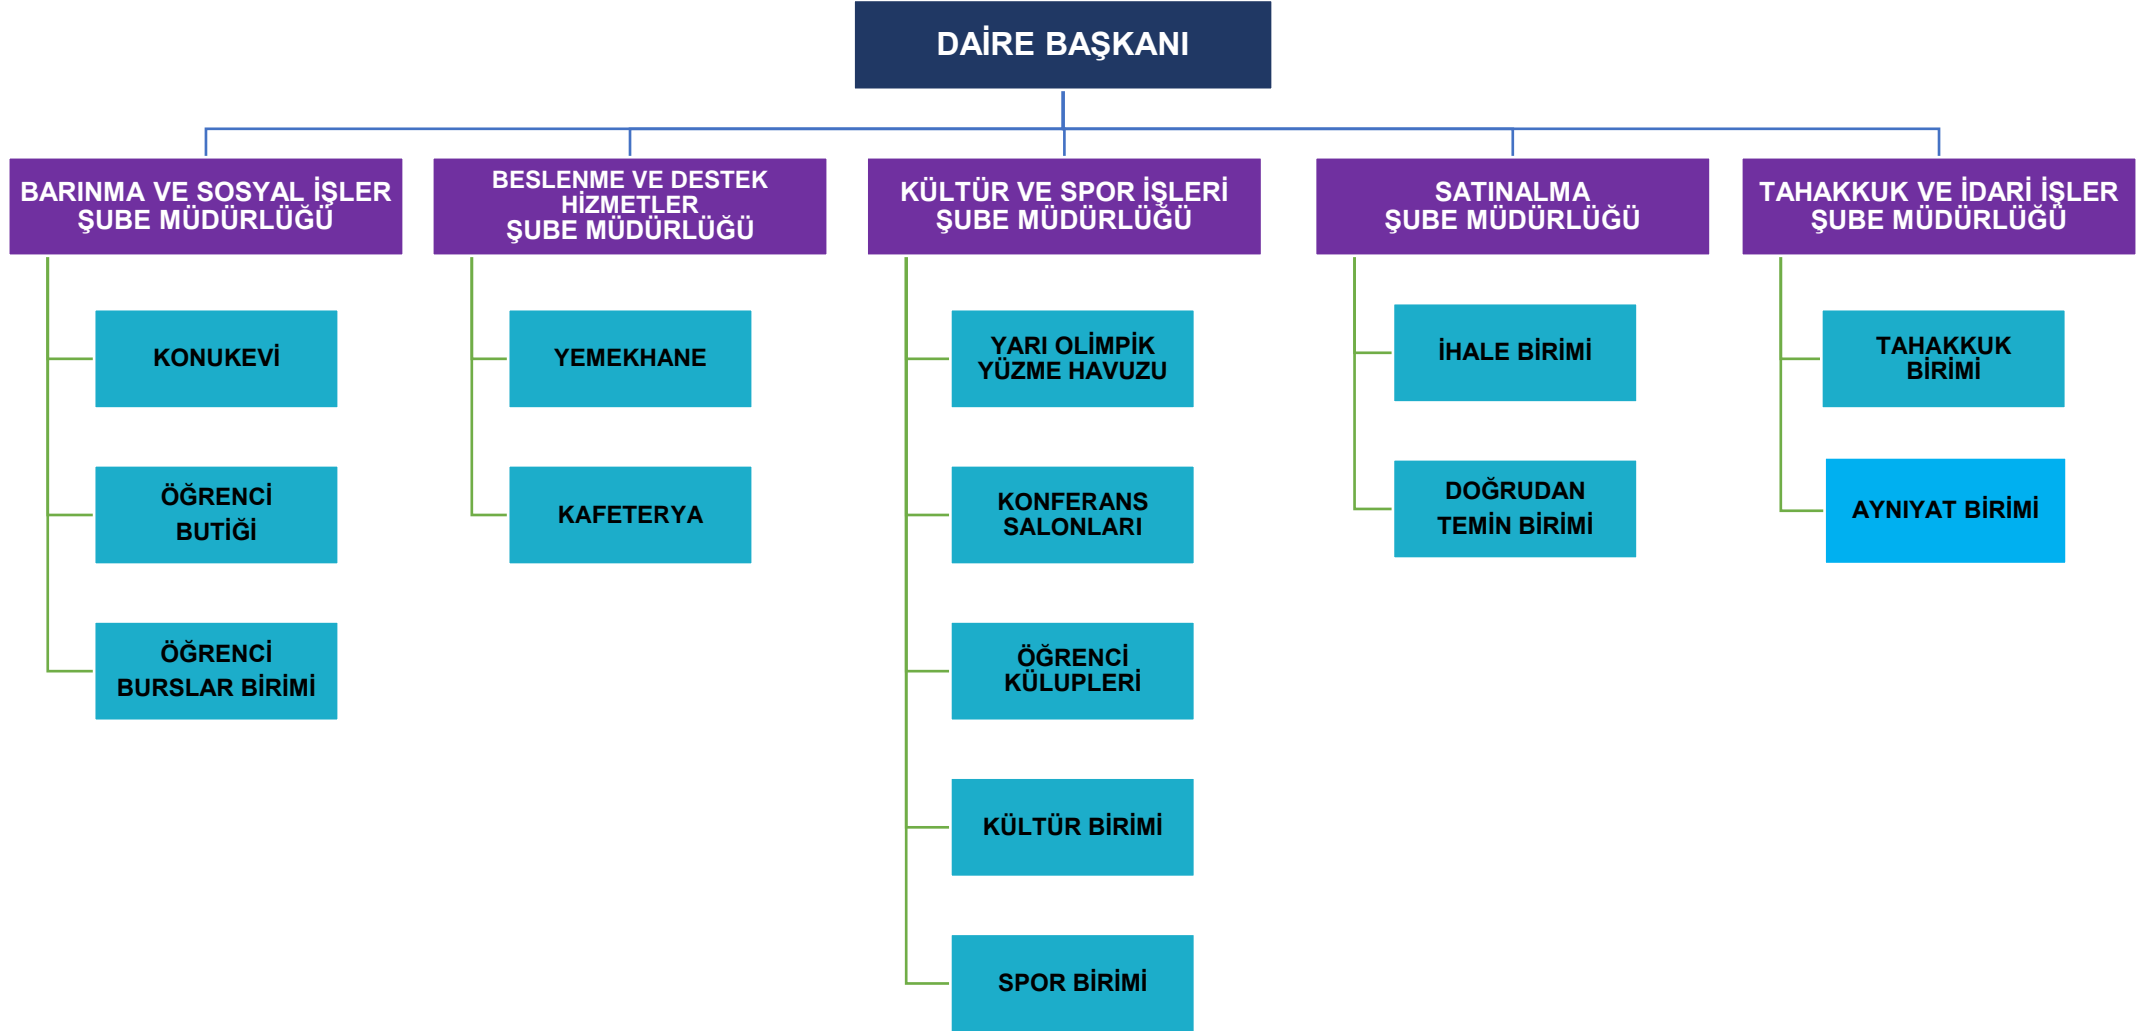 DAİRE BAŞKANI
BARINMA VE SOSYAL İŞLER
ŞUBE MÜDÜRLÜĞÜ
KONUKEVİ
ÖĞRENCİ
BUTİĞİ
ÖĞRENCİ
BURSLAR BİRİMİ
BESLENME VE DESTEK
HİZMETLER
ŞUBE MÜDÜRLÜĞÜ
YEMEKHANE
KAFETERYA
KÜLTÜR VE SPOR İŞLERİ
ŞUBE MÜDÜRLÜĞÜ
YARI OLİMPİK
YÜZME HAVUZU
KONFERANS
SALONLARI
ÖĞRENCİ
KÜLUPLERİ
KÜLTÜR BİRİMİ
SPOR BİRİMİ
SATINALMA
ŞUBE MÜDÜRLÜĞÜ
İHALE BİRİMİ
DOĞRUDAN
TEMİN BİRİMİ
TAHAKKUK VE İDARİ İŞLER
ŞUBE MÜDÜRLÜĞÜ
TAHAKKUK
BİRİMİ
AYNIYAT BİRİMİ